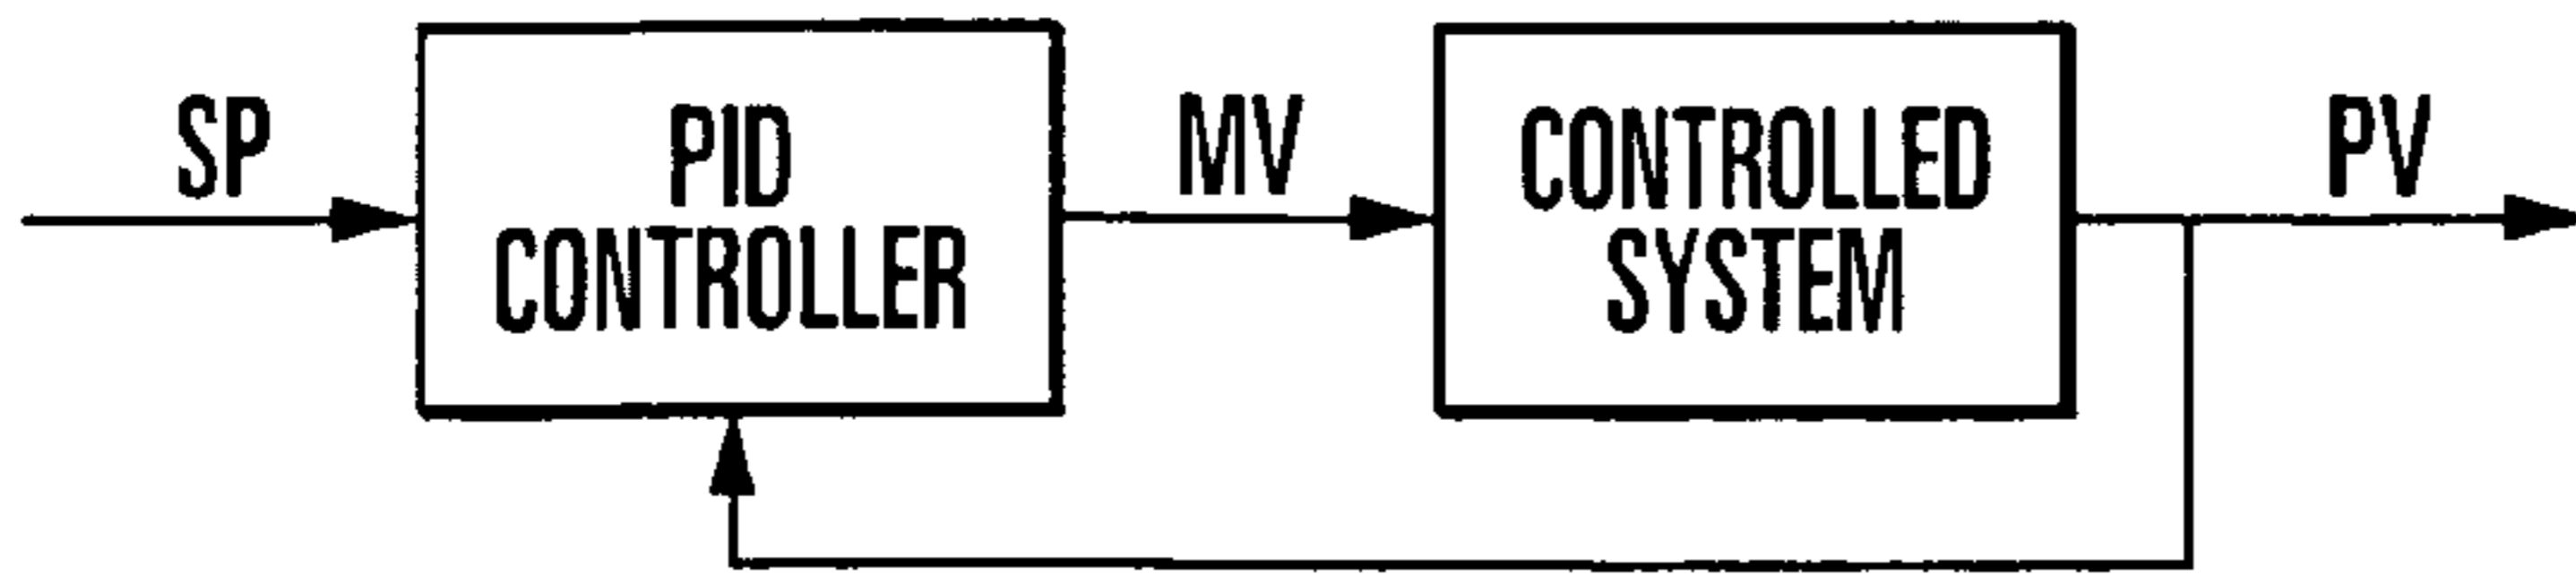 SP
PID
CONTROLLER
MV
CONTROLLED
SYSTEM
PV